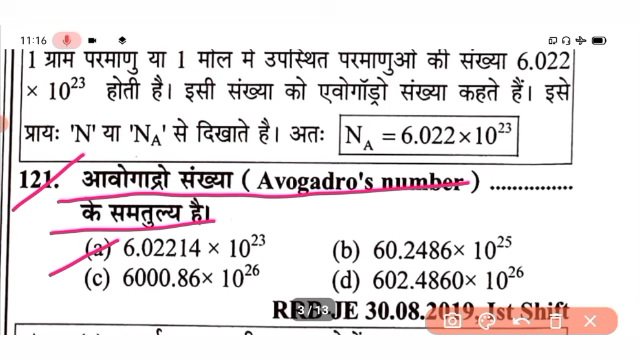 11:16
1 ग्राम परमाणु या 1 मोल में उपस्थित परमाणुओं की संख्या 6.022
× 10²³ होती है। इसी संख्या को एवोगॉड्रो संख्या कहते हैं। इसे
प्रायः 'N' या 'N_A' से दिखाते है। अतः N_A = 6.022×10²³
121. आवोगाद्रो संख्या ( Avogadro's number ) ................
के समतुल्य है।
(a) 6.02214 × 10²³ (b) 60.2486× 10²⁵
(c) 6000.86× 10²⁶ (d) 602.4860× 10²⁶
RRB JE 30.08.2019, Ist Shift
3 / 13